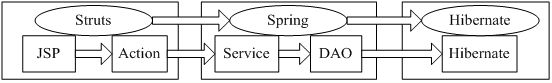 Struts Spring Hibernate
JSP Action Service DAO Hibernate